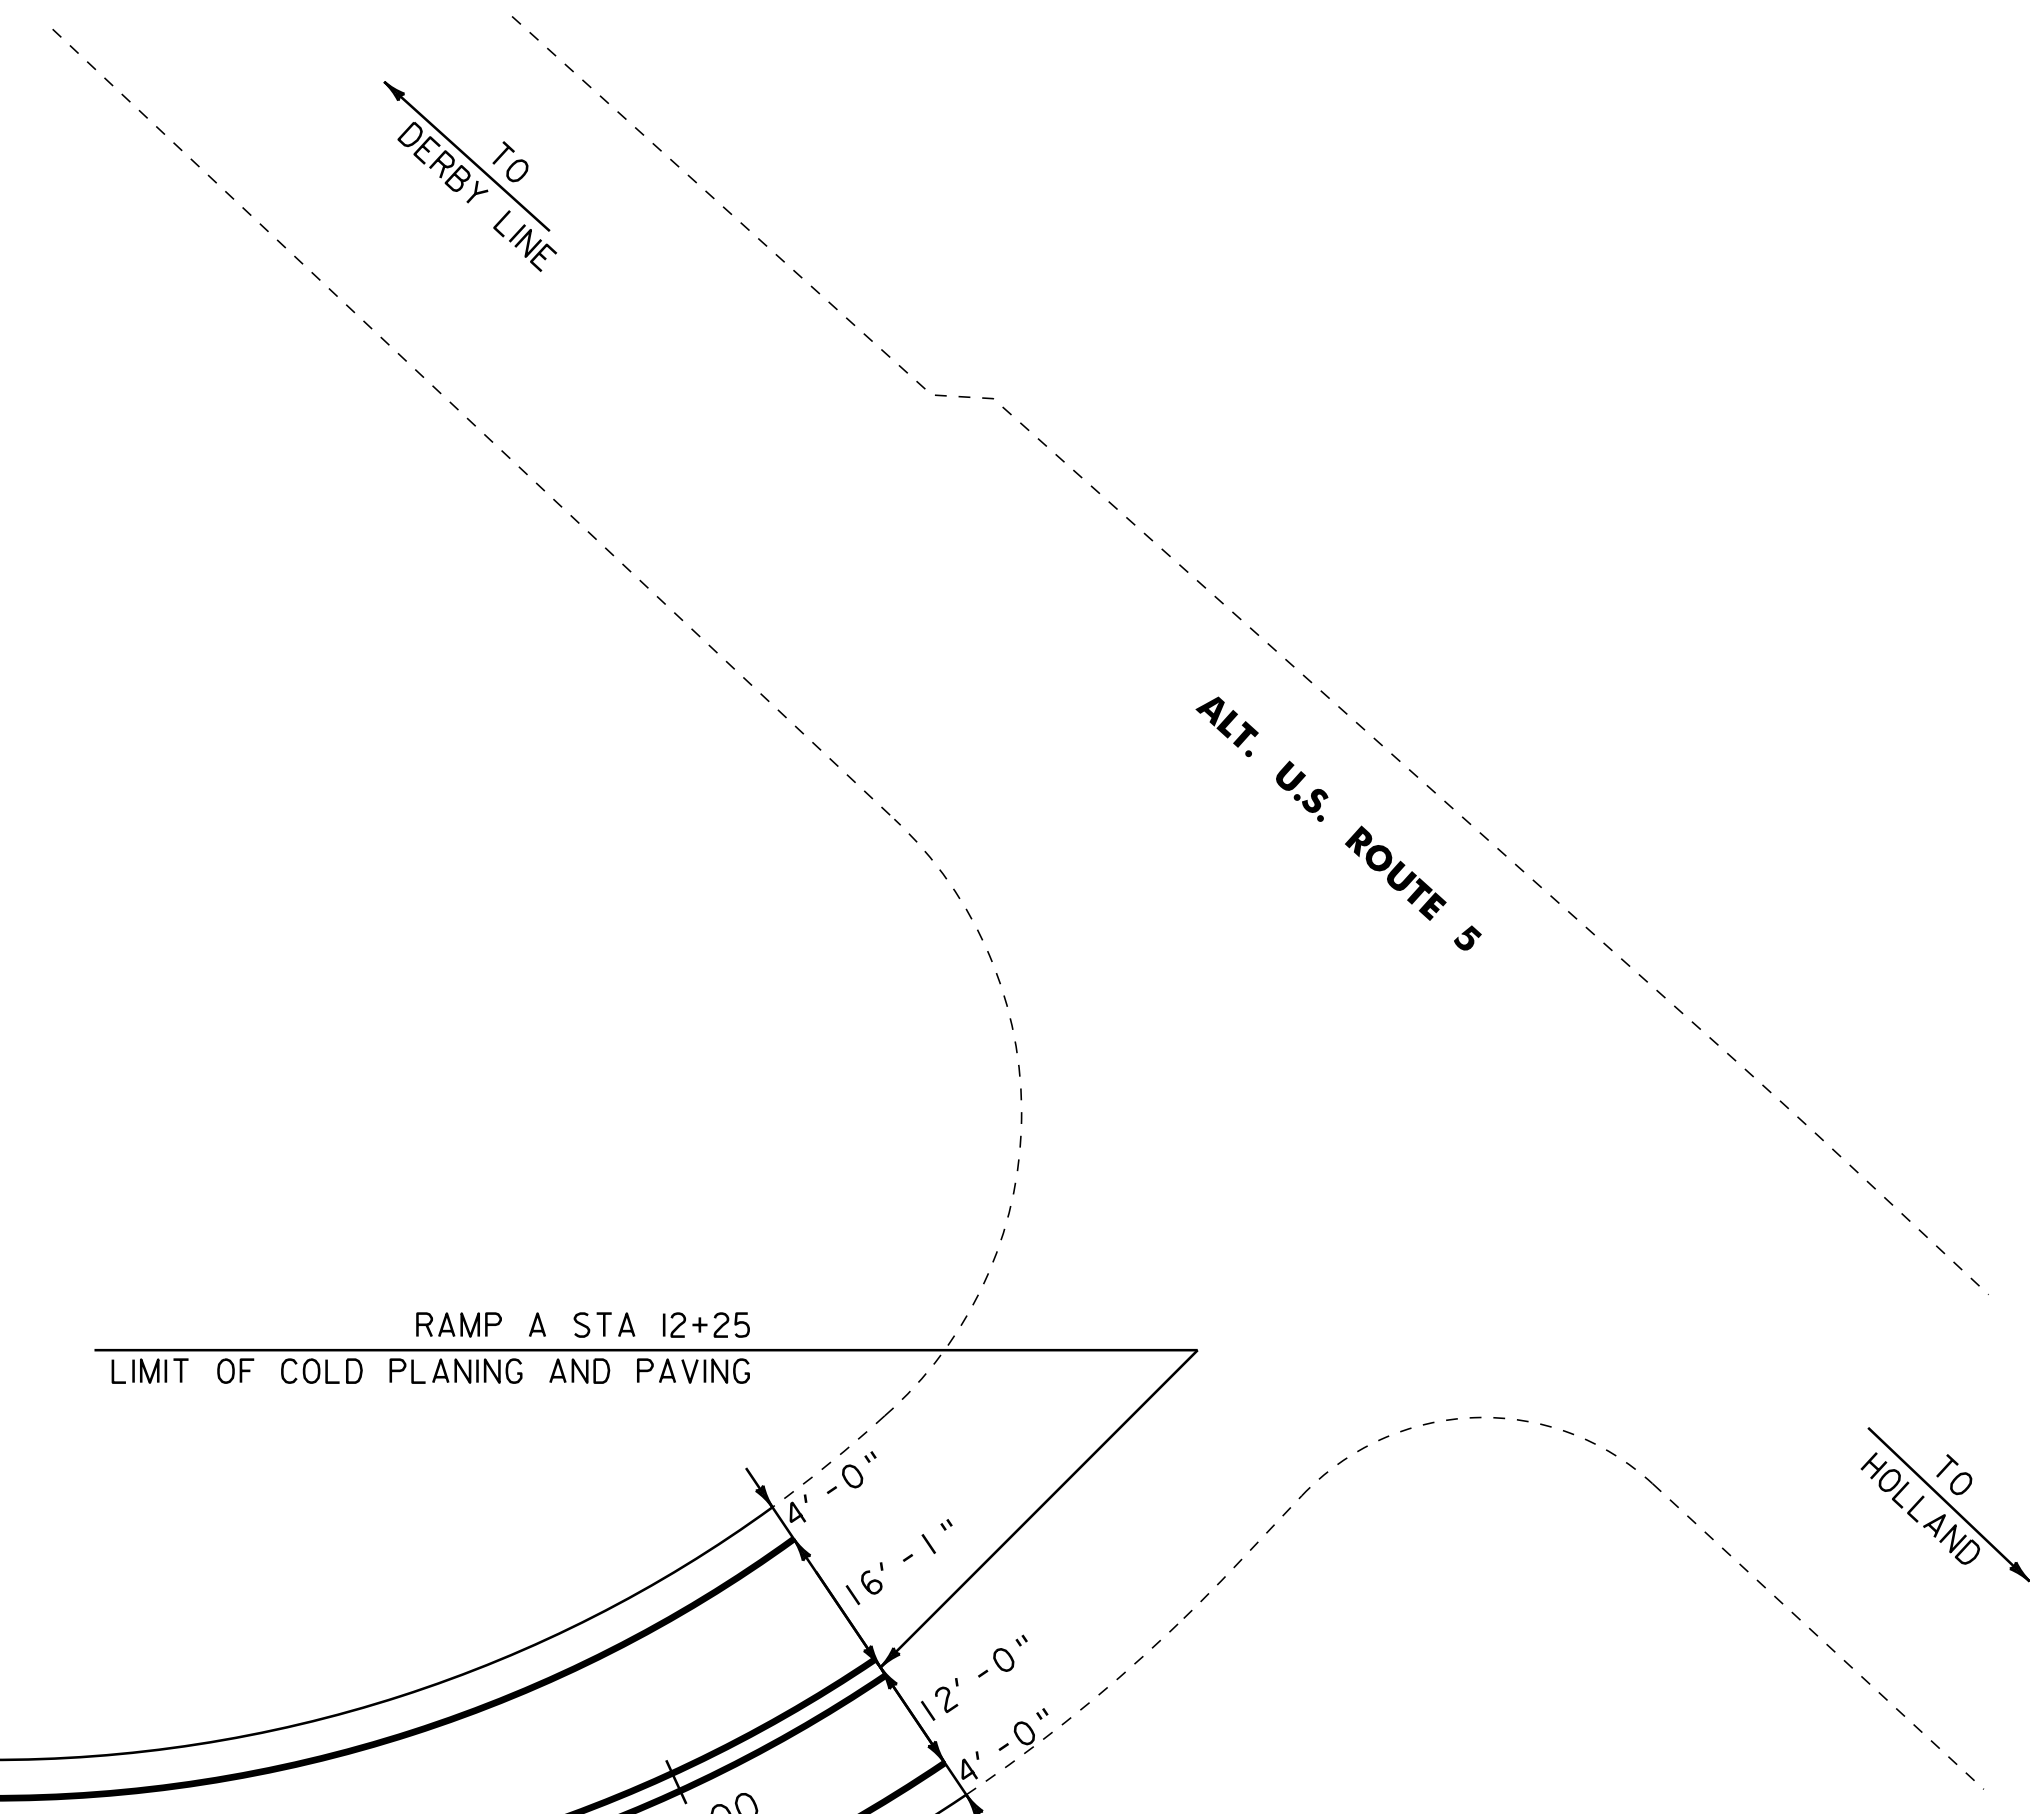 TO
DERBY LINE
ALT. U.S. ROUTE 5
RAMP A STA 12+25
LIMIT OF COLD PLANING AND PAVING
TO
HOLLAND
4'-0"
16'-1"
12'-0"
4'-0"